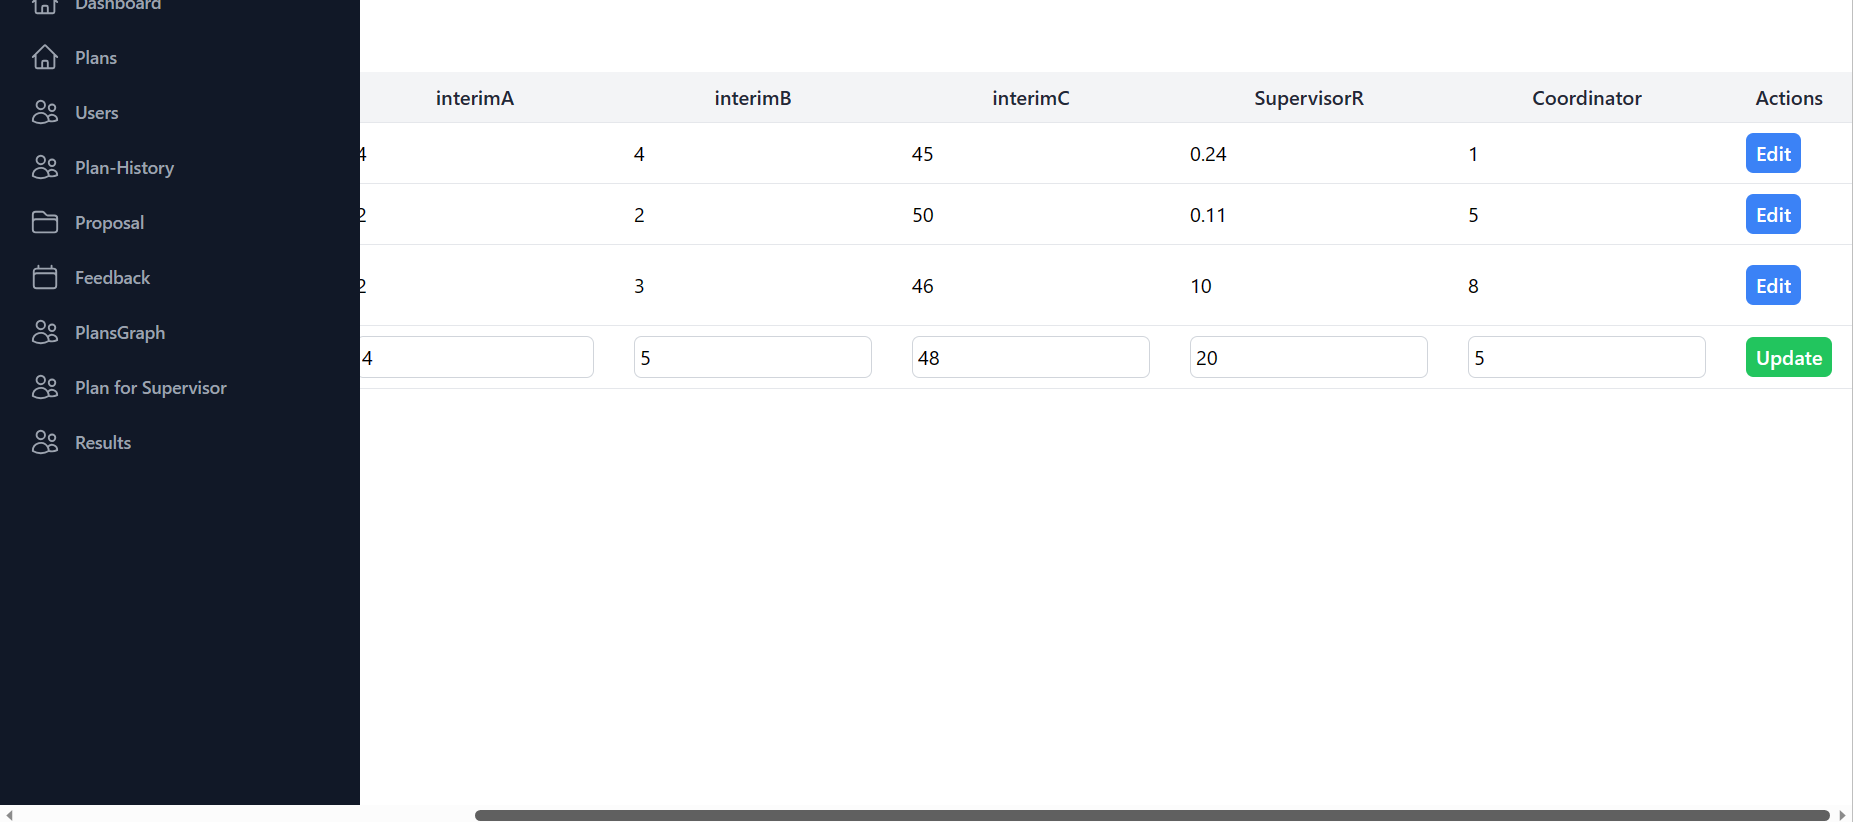 Dashboard
Plans
Users
Plan-History
Proposal
Feedback
PlansGraph
Plan for Supervisor
Results
interimA interimB interimC SupervisorR Coordinator Actions
4 4 45 0.24 1 Edit
2 2 50 0.11 5 Edit
2 3 46 10 8 Edit
4 5 48 20 5 Update